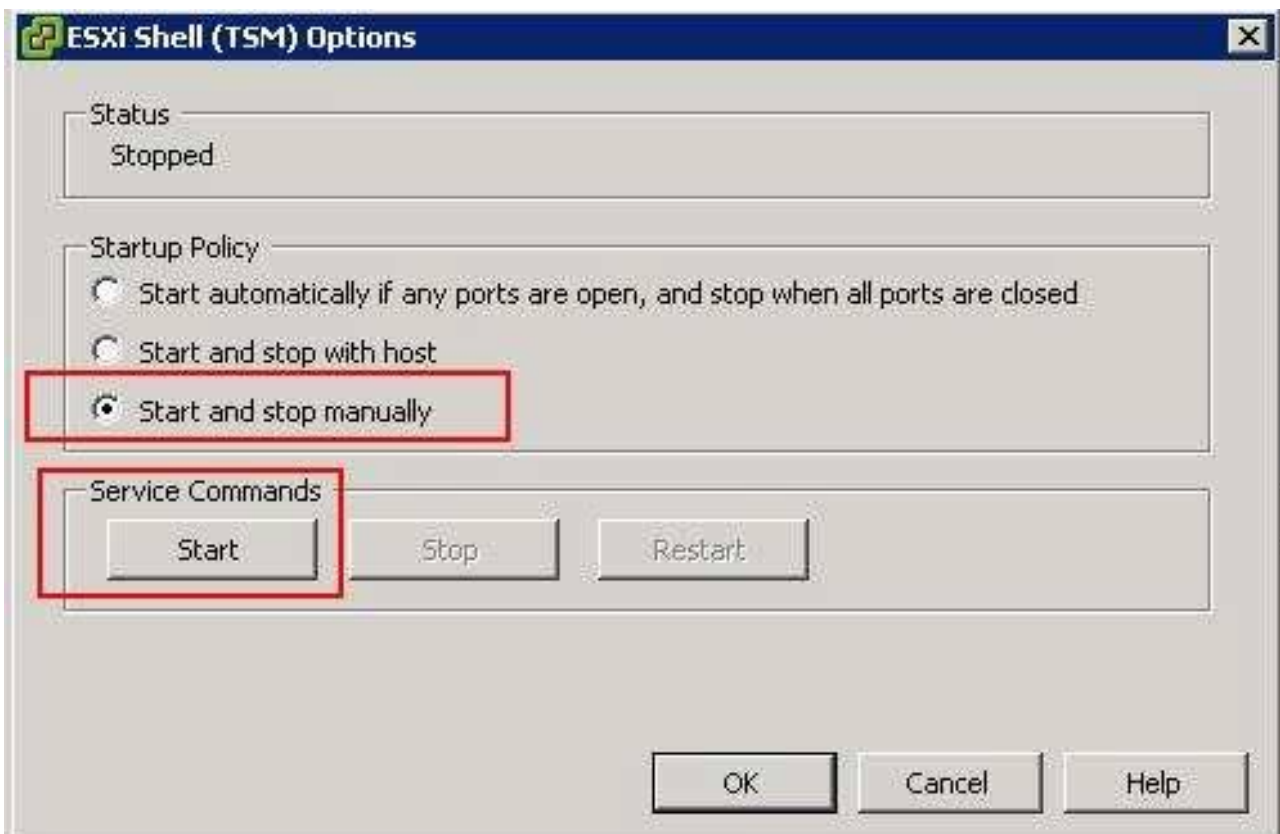 ESXi Shell (TSM) Options
Status
Stopped
Startup Policy
Start automatically if any ports are open, and stop when all ports are closed
Start and stop with host
Start and stop manually
Service Commands
Start Stop Restart
OK Cancel Help